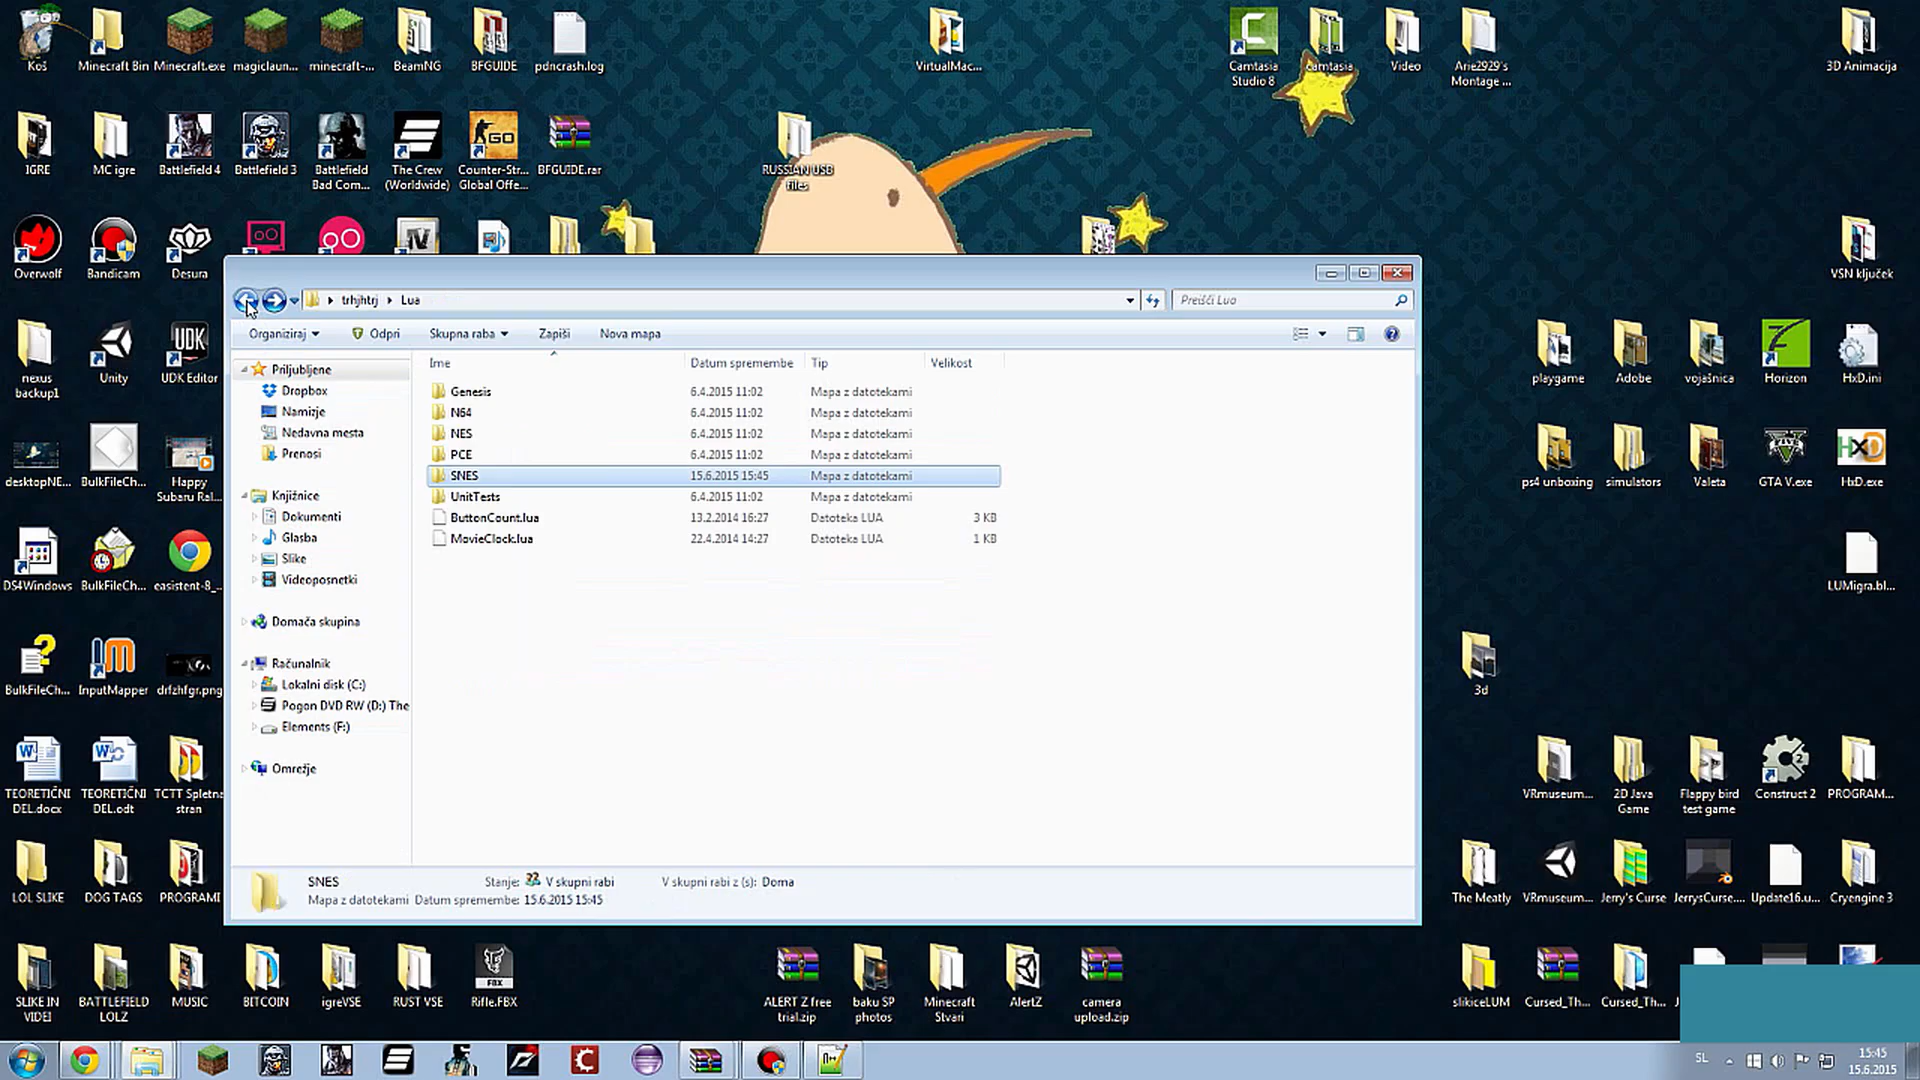 Koš
Minecraft Bin
Minecraft.exe
magiclaun...
minecraft-...
BeamNG
BFGUIDE
pdncrash.log
VirtualMac...
Camtasia
Studio 8
camtasia
Video
Arie2929's
Montage ...
3D Animacija
IGRE
MC igre
Battlefield 4
Battlefield 3
Battlefield
Bad Com...
The Crew
(Worldwide)
GO
Counter-Str...
Global Offe...
BFGUIDE.rar
RUSSIAN USB
files
Overwolf
Bandicam
Desura
VSN ključek
trhjhtrj
Lua
Preišči Lua
Organiziraj
Odpri
Skupna raba
Zapiši
Nova mapa
Ime
Datum spremembe
Tip
Velikost
Priljubljene
Dropbox
Namizje
Nedavna mesta
Prenosi
Knjižnice
Dokumenti
Glasba
Slike
Videoposnetki
Domača skupina
Računalnik
Lokalni disk (C:)
Pogon DVD RW (D:) The
Elements (F:)
Omrežje
Genesis 6.4.2015 11:02 Mapa z datotekami
N64 6.4.2015 11:02 Mapa z datotekami
NES 6.4.2015 11:02 Mapa z datotekami
PCE 6.4.2015 11:02 Mapa z datotekami
SNES 15.6.2015 15:45 Mapa z datotekami
UnitTests 6.4.2015 11:02 Mapa z datotekami
ButtonCount.lua 13.2.2014 16:27 Datoteka LUA 3 KB
MovieClock.lua 22.4.2014 14:27 Datoteka LUA 1 KB
SNES Stanje: V skupni rabi V skupni rabi z (s): Doma
Mapa z datotekami Datum spremembe: 15.6.2015 15:45
nexus
backup1
Unity
UDK
UDK Editor
playgame
Adobe
vojašnica
Horizon
HxD.ini
desktopNE...
BulkFileCh...
Happy
Subaru Ral...
ps4 unboxing
simulators
Valeta
GTA V.exe
HxD
HxD.exe
DS4Windows
BulkFileCh...
easistent-8_...
LUMigra.bl...
BulkFileCh...
InputMapper
drfzhfgr.png
3d
TEORETIČNI
DEL.docx
TEORETIČNI
DEL.odt
TCTT Spletna
stran
VRmuseum...
2D Java
Game
Flappy bird
test game
Construct 2
PROGRAM...
LOL SLIKE
DOG TAGS
PROGRAMI
The Meatly
VRmuseum...
Jerry's Curse
JerrysCurse....
Update16.u...
Cryengine 3
SLIKE IN
VIDEJI
BATTLEFIELD
LOLZ
MUSIC
BITCOIN
igreVSE
RUST VSE
FBX
Rifle.FBX
ALERT Z free
trial.zip
baku SP
photos
Minecraft
Stvari
AlertZ
camera
upload.zip
slikiceLUM
Cursed_Th...
Cursed_Th...
SL
15:45
15.6.2015